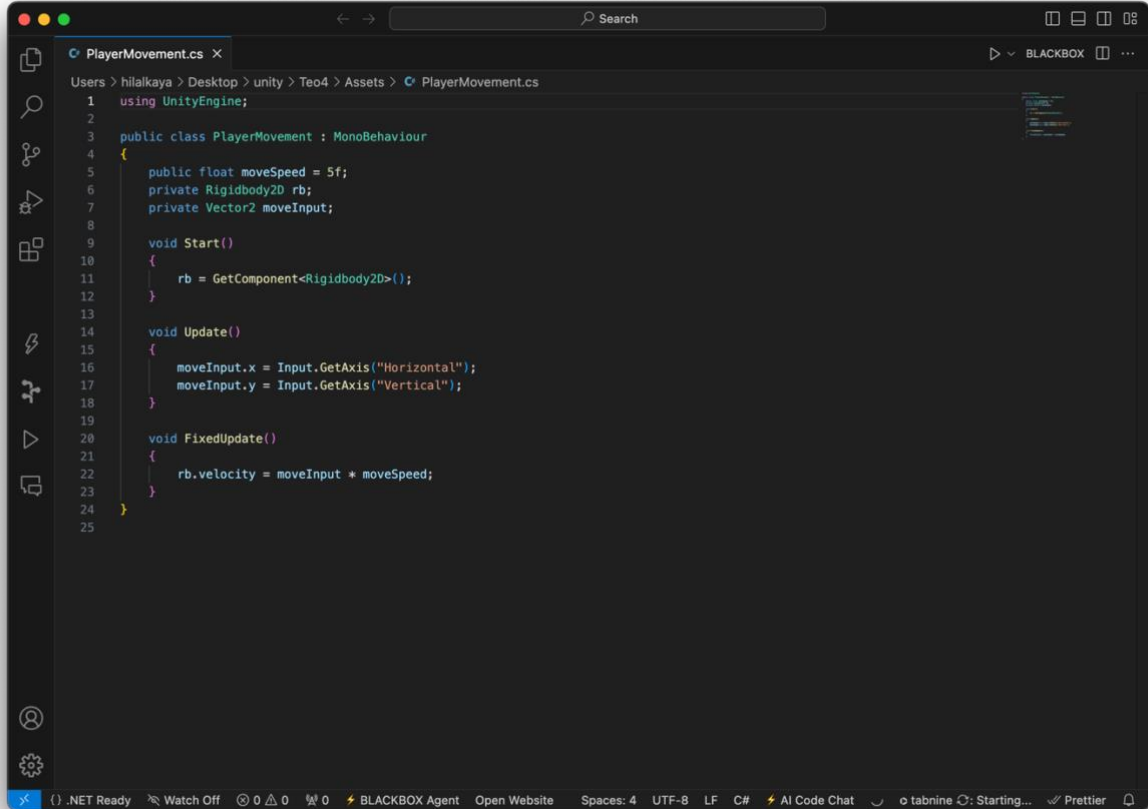 Search
PlayerMovement.cs
BLACKBOX
Users > hilalkaya > Desktop > unity > Teo4 > Assets > PlayerMovement.cs
1 using UnityEngine;
2
3 public class PlayerMovement : MonoBehaviour
4 {
5     public float moveSpeed = 5f;
6     private Rigidbody2D rb;
7     private Vector2 moveInput;
8
9     void Start()
10     {
11         rb = GetComponent<Rigidbody2D>();
12     }
13
14     void Update()
15     {
16         moveInput.x = Input.GetAxis("Horizontal");
17         moveInput.y = Input.GetAxis("Vertical");
18     }
19
20     void FixedUpdate()
21     {
22         rb.velocity = moveInput * moveSpeed;
23     }
24 }
25
{} .NET Ready Watch Off 0 0 0 BLACKBOX Agent Open Website Spaces: 4 UTF-8 LF C# AI Code Chat tabnine: Starting... Prettier